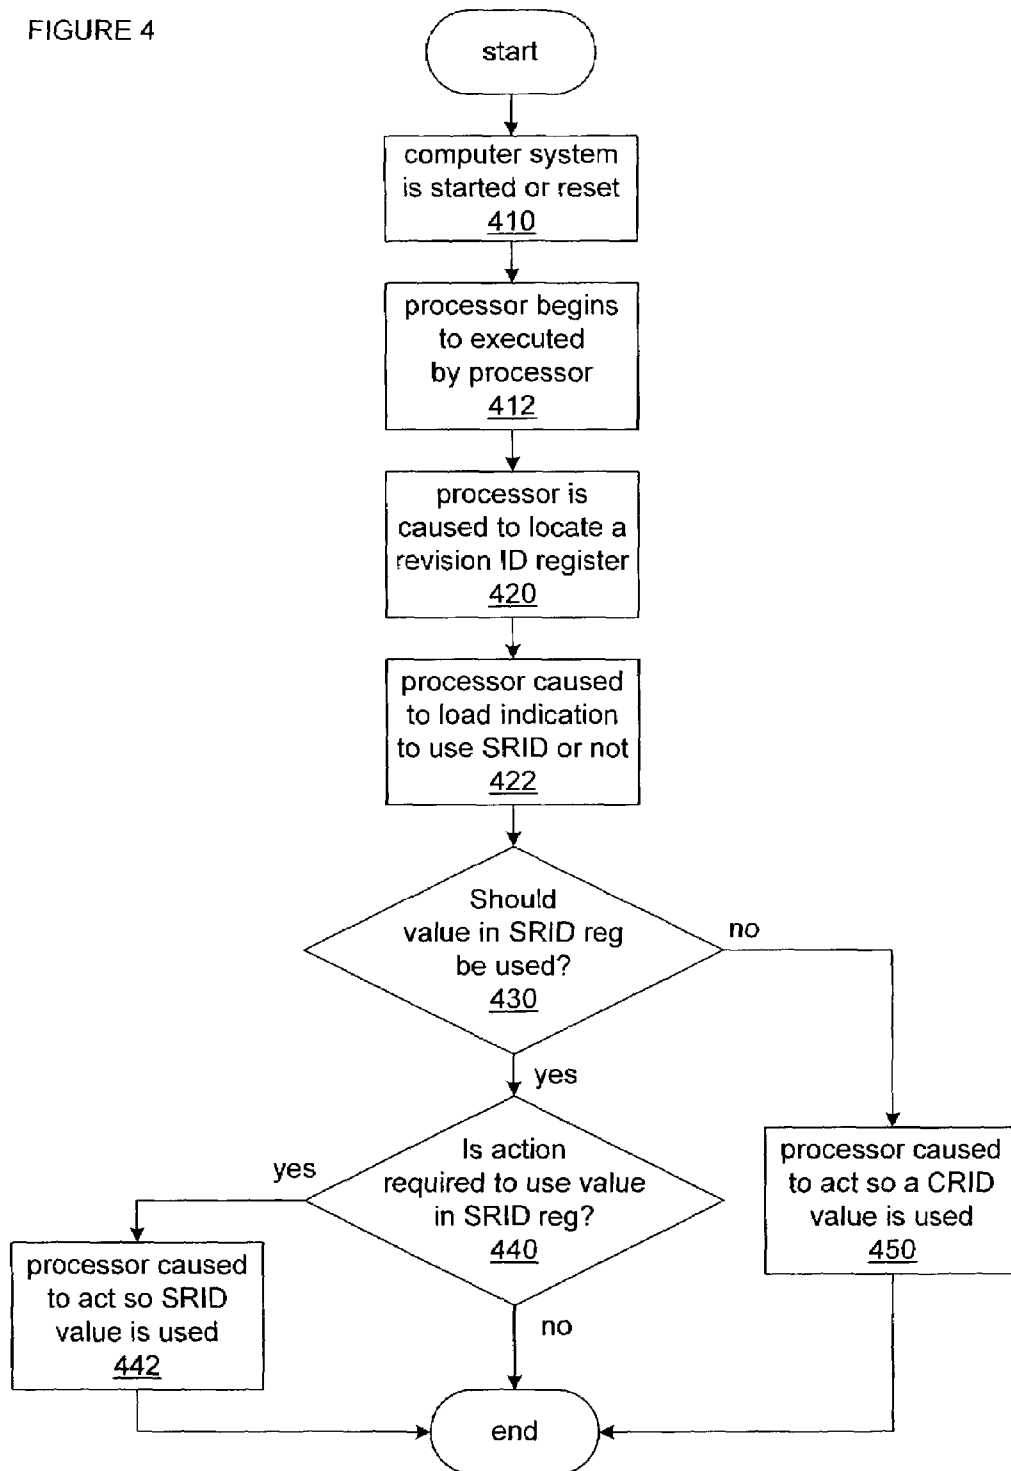 FIGURE 4
start
computer system
is started or reset
410
processor begins
to executed
by processor
412
processor is
caused to locate a
revision ID register
420
processor caused
to load indication
to use SRID or not
422
Should
value in SRID reg
be used?
430
no
yes
Is action
required to use value
in SRID reg?
440
yes
no
processor caused
to act so a CRID
value is used
450
processor caused
to act so SRID
value is used
442
end